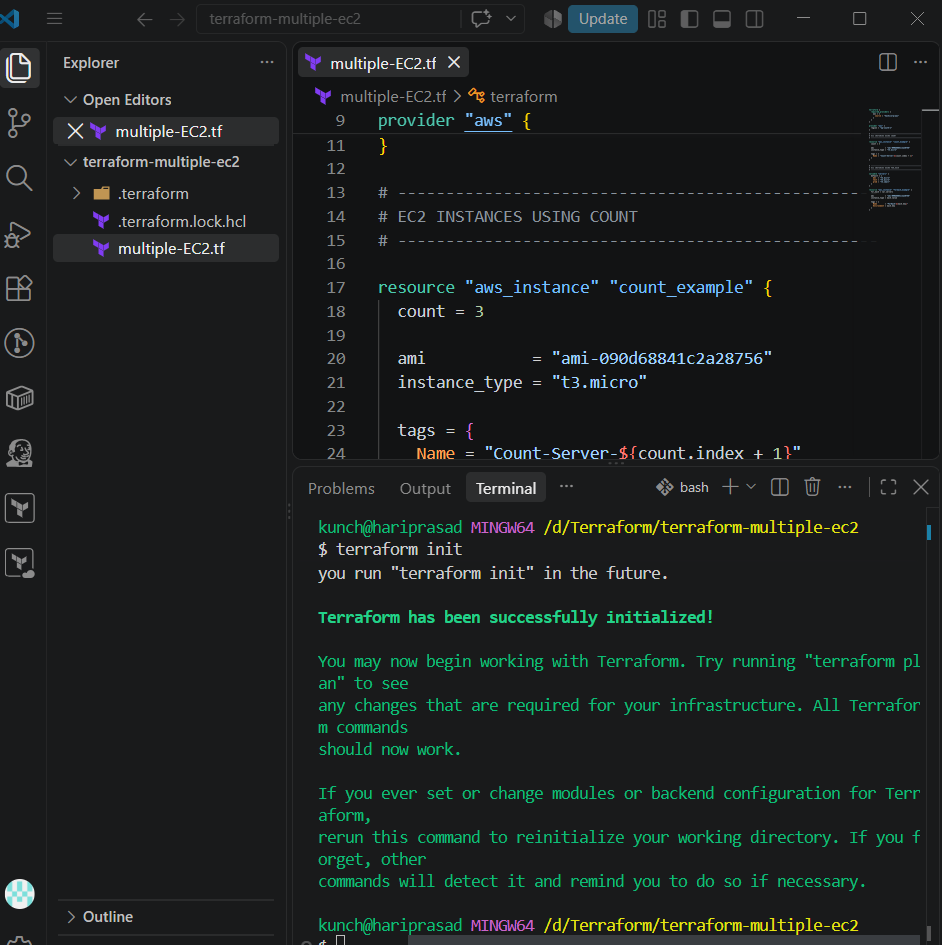 terraform-multiple-ec2
Update
Explorer
Open Editors
multiple-EC2.tf
terraform-multiple-ec2
.terraform
.terraform.lock.hcl
multiple-EC2.tf
Outline
multiple-EC2.tf
multiple-EC2.tf > terraform
9 provider "aws" {
11 }
12
13 # -----------------------------------------------
14 # EC2 INSTANCES USING COUNT
15 # -----------------------------------------------
16
17 resource "aws_instance" "count_example" {
18 count = 3
19
20 ami = "ami-090d68841c2a28756"
21 instance_type = "t3.micro"
22
23 tags = {
24 Name = "Count-Server-${count.index + 1}"
Problems Output Terminal ... bash
kunch@hariprasad MINGW64 /d/Terraform/terraform-multiple-ec2
$ terraform init
you run "terraform init" in the future.
Terraform has been successfully initialized!
You may now begin working with Terraform. Try running "terraform pl
an" to see
any changes that are required for your infrastructure. All Terrafor
m commands
should now work.
If you ever set or change modules or backend configuration for Terr
aform,
rerun this command to reinitialize your working directory. If you f
orget, other
commands will detect it and remind you to do so if necessary.
kunch@hariprasad MINGW64 /d/Terraform/terraform-multiple-ec2
$